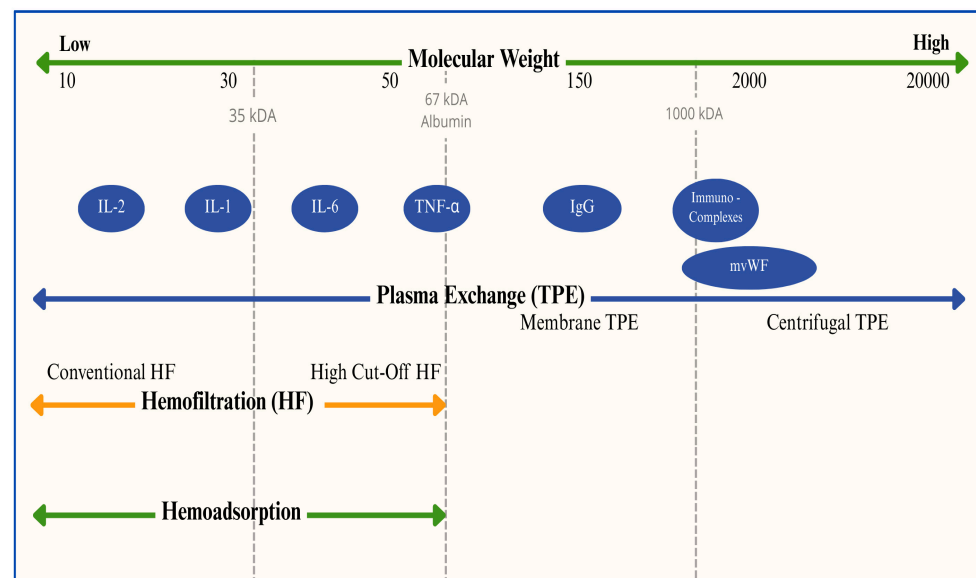 Low
High
Molecular Weight
10
30
50
150
2000
20000
35 kDA
67 kDA
Albumin
1000 kDA
IL-2
IL-1
IL-6
TNF-α
IgG
Immuno -
Complexes
mvWF
Plasma Exchange (TPE)
Membrane TPE
Centrifugal TPE
Conventional HF
High Cut-Off HF
Hemofiltration (HF)
Hemoadsorption